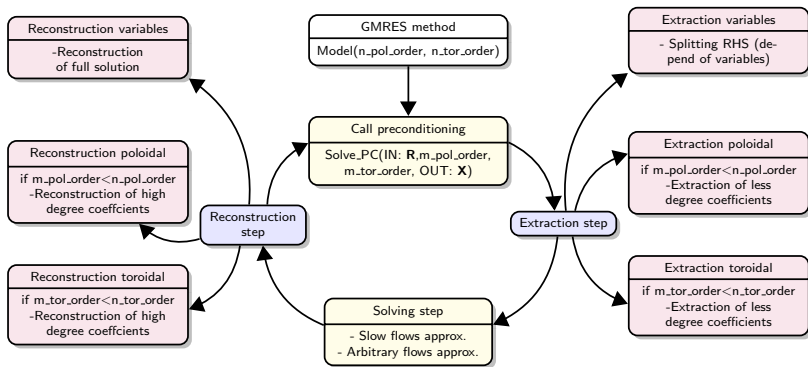 Reconstruction variables
-Reconstruction
of full solution
GMRES method
Model(n_pol_order, n_tor_order)
Extraction variables
- Splitting RHS (de-
pend of variables)
Call preconditioning
Solve_PC(IN: R,m_pol_order,
m_tor_order, OUT: X)
Reconstruction poloidal
if m_pol_order<n_pol_order
-Reconstruction of high
degree coefficients
Extraction poloidal
if m_pol_order<n_pol_order
-Extraction of less
degree coefficients
Reconstruction
step
Extraction step
Reconstruction toroidal
if m_tor_order<n_tor_order
-Reconstruction of high
degree coeffcients
Extraction toroidal
if m_tor_order<n_tor_order
-Extraction of less
degree coefficients
Solving step
- Slow flows approx.
- Arbitrary flows approx.